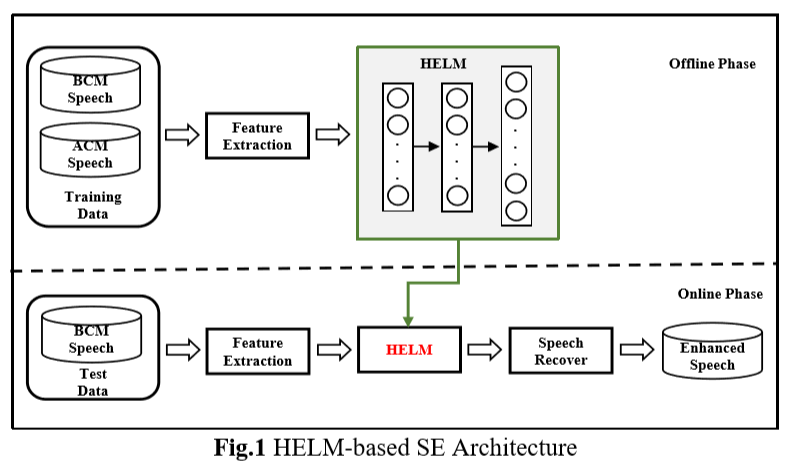 HELM
Offline Phase
BCM
Speech
ACM
Speech
Training
Data
Feature
Extraction
Online Phase
BCM
Speech
Test
Data
Feature
Extraction
HELM
Speech
Recover
Enhanced
Speech
Fig.1 HELM-based SE Architecture